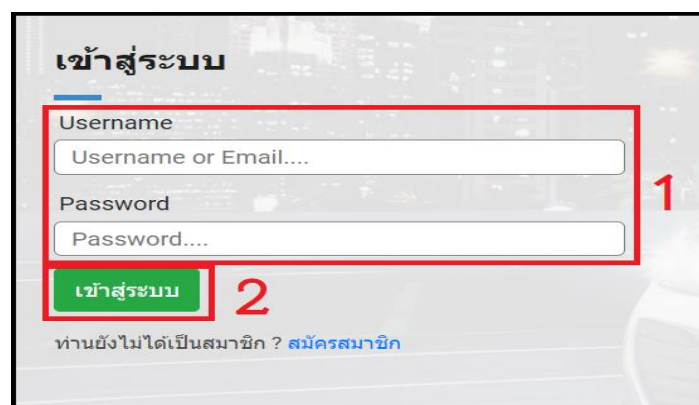 เข้าสู่ระบบ
Username
Username or Email....
1
Password
Password....
เข้าสู่ระบบ 2
ท่านยังไม่ได้เป็นสมาชิก ? สมัครสมาชิก